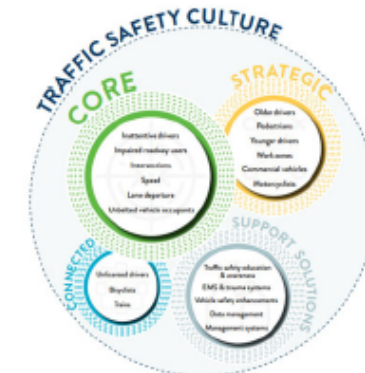 TRAFFIC SAFETY CULTURE
CORE
Inattentive drivers
Impaired roadway users
Intersections
Speed
Lane departure
Unbelted vehicle occupants
STRATEGIC
Older drivers
Pedestrians
Younger drivers
Work zones
Commercial vehicles
Motorcyclists
CONNECTED
Unlicensed drivers
Bicyclists
Trains
SUPPORT SOLUTIONS
Traffic safety education
& awareness
EMS & trauma systems
Vehicle safety enhancements
Data management
Management systems